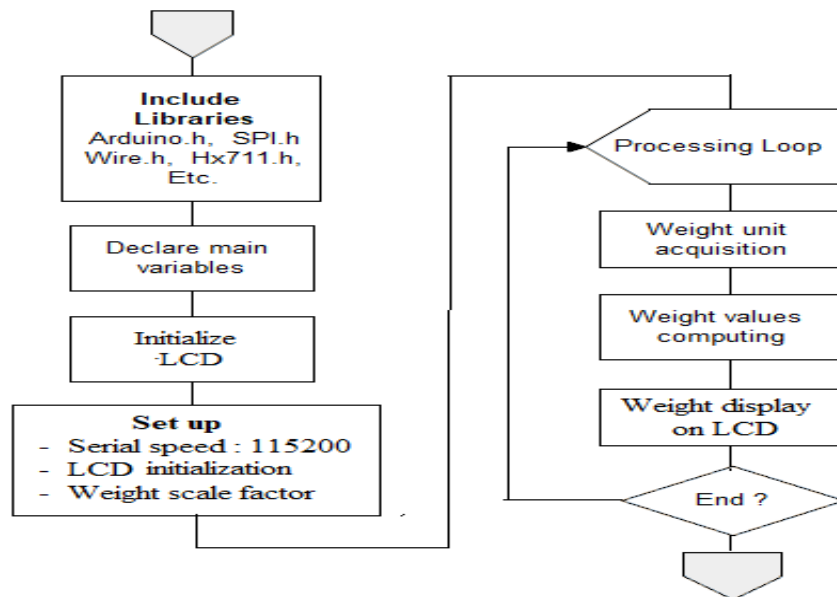 Include
Libraries
Arduino.h, SPI.h
Wire.h, Hx711.h,
Etc.
Declare main
variables
Initialize
LCD
Set up
- Serial speed : 115200
- LCD initialization
- Weight scale factor
Processing Loop
Weight unit
acquisition
Weight values
computing
Weight display
on LCD
End ?